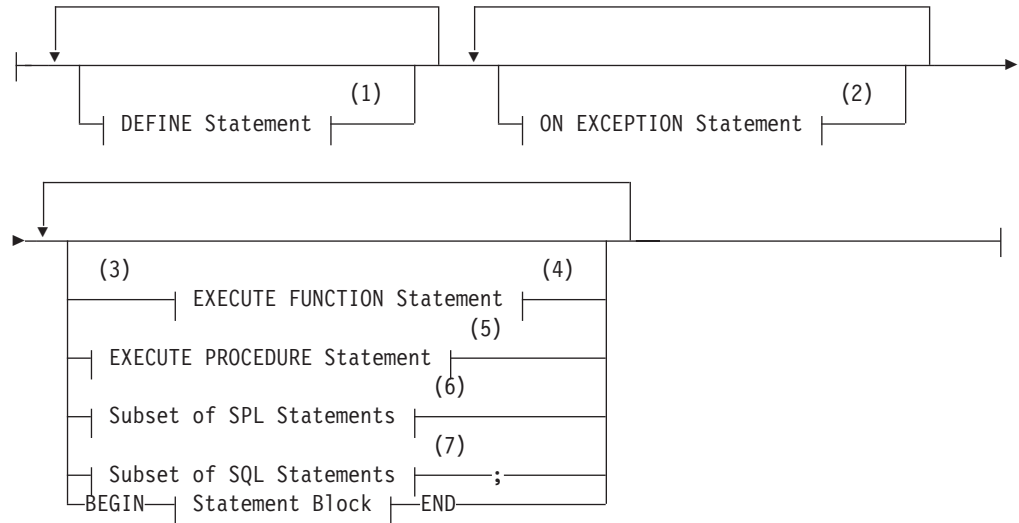 (1)
DEFINE Statement
(2)
ON EXCEPTION Statement
(3)
(4)
EXECUTE FUNCTION Statement
(5)
EXECUTE PROCEDURE Statement
(6)
Subset of SPL Statements
(7)
Subset of SQL Statements ;
BEGIN Statement Block END